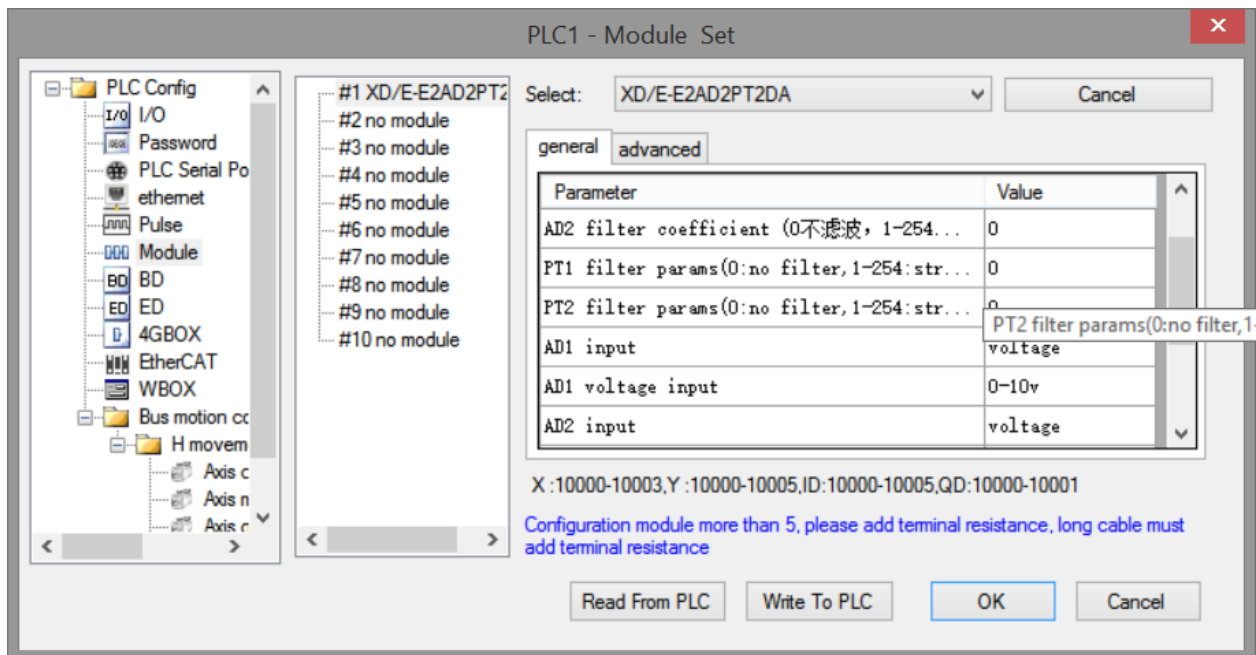 PLC1 - Module Set
x
PLC Config
I/O I/O
Password
PLC Serial Po
ethernet
Pulse
Module
BD BD
ED ED
4GBOX
EtherCAT
WBOX
Bus motion cc
H movem
Axis c
Axis n
Axis c
#1 XD/E-E2AD2PT2
#2 no module
#3 no module
#4 no module
#5 no module
#6 no module
#7 no module
#8 no module
#9 no module
#10 no module
Select: XD/E-E2AD2PT2DA Cancel
general advanced
Parameter Value
AD2 filter coefficient (0不滤波，1-254... 0
PT1 filter params(0:no filter,1-254:str... 0
PT2 filter params(0:no filter,1-254:str... 0
PT2 filter params(0:no filter,1-
AD1 input voltage
AD1 voltage input 0-10v
AD2 input voltage
X :10000-10003,Y :10000-10005,ID:10000-10005,QD:10000-10001
Configuration module more than 5, please add terminal resistance, long cable must
add terminal resistance
Read From PLC Write To PLC OK Cancel